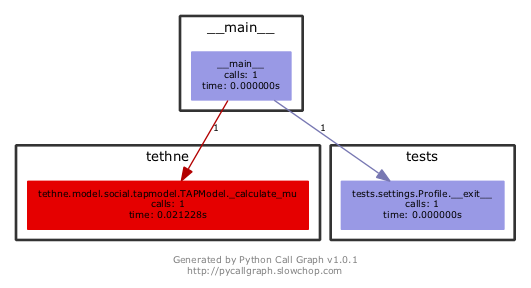 __main__
__main__
calls: 1
time: 0.000000s
1
1
tethne
tethne.model.social.tapmodel.TAPModel._calculate_mu
calls: 1
time: 0.021228s
tests
tests.settings.Profile.__exit__
calls: 1
time: 0.000000s
Generated by Python Call Graph v1.0.1
http://pycallgraph.slowchop.com